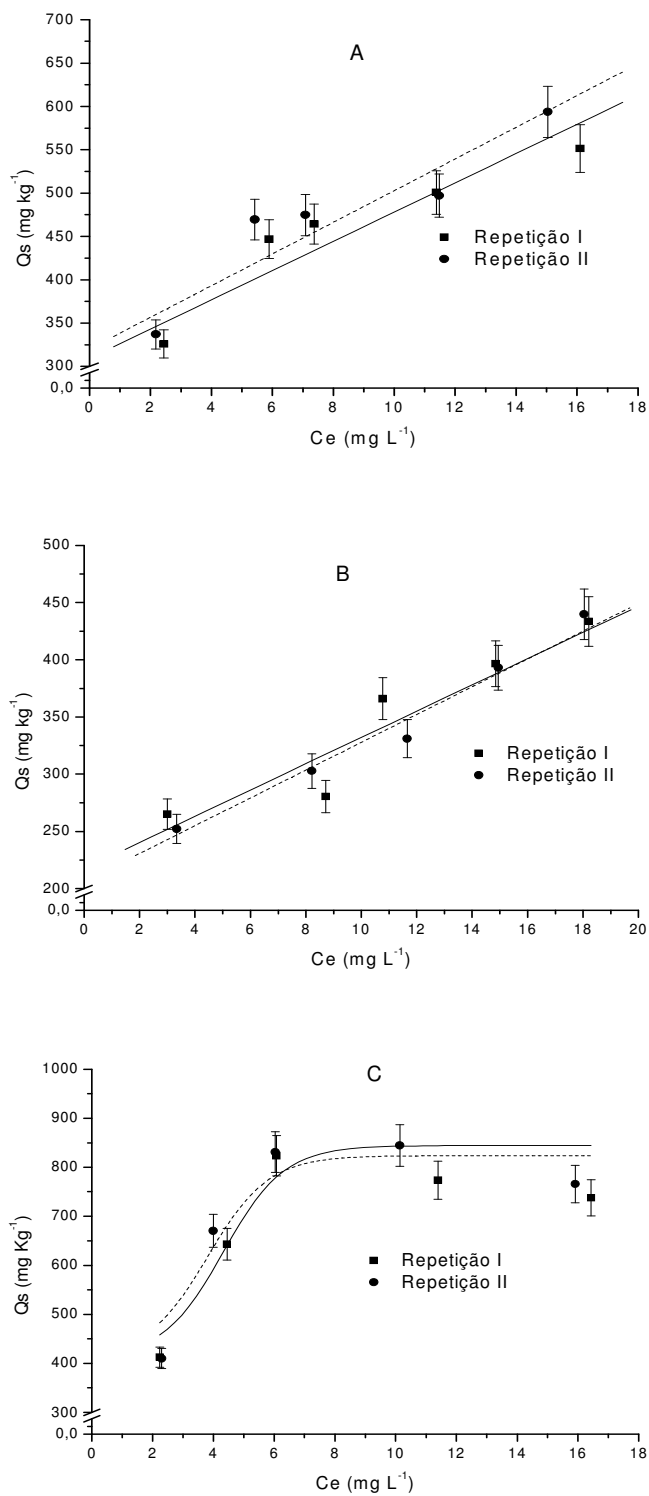 A
700
650
600
550
500
450
400
350
300
0,0
Qs (mg kg⁻¹)
Repetição I
Repetição II
0 2 4 6 8 10 12 14 16 18
Ce (mg L⁻¹)
B
500
450
400
350
300
250
200
0,0
Qs (mg kg⁻¹)
Repetição I
Repetição II
0 2 4 6 8 10 12 14 16 18 20
Ce (mg L⁻¹)
C
1000
900
800
700
600
500
400
300
0,0
Qs (mg Kg⁻¹)
Repetição I
Repetição II
0 2 4 6 8 10 12 14 16 18
Ce (mg L⁻¹)